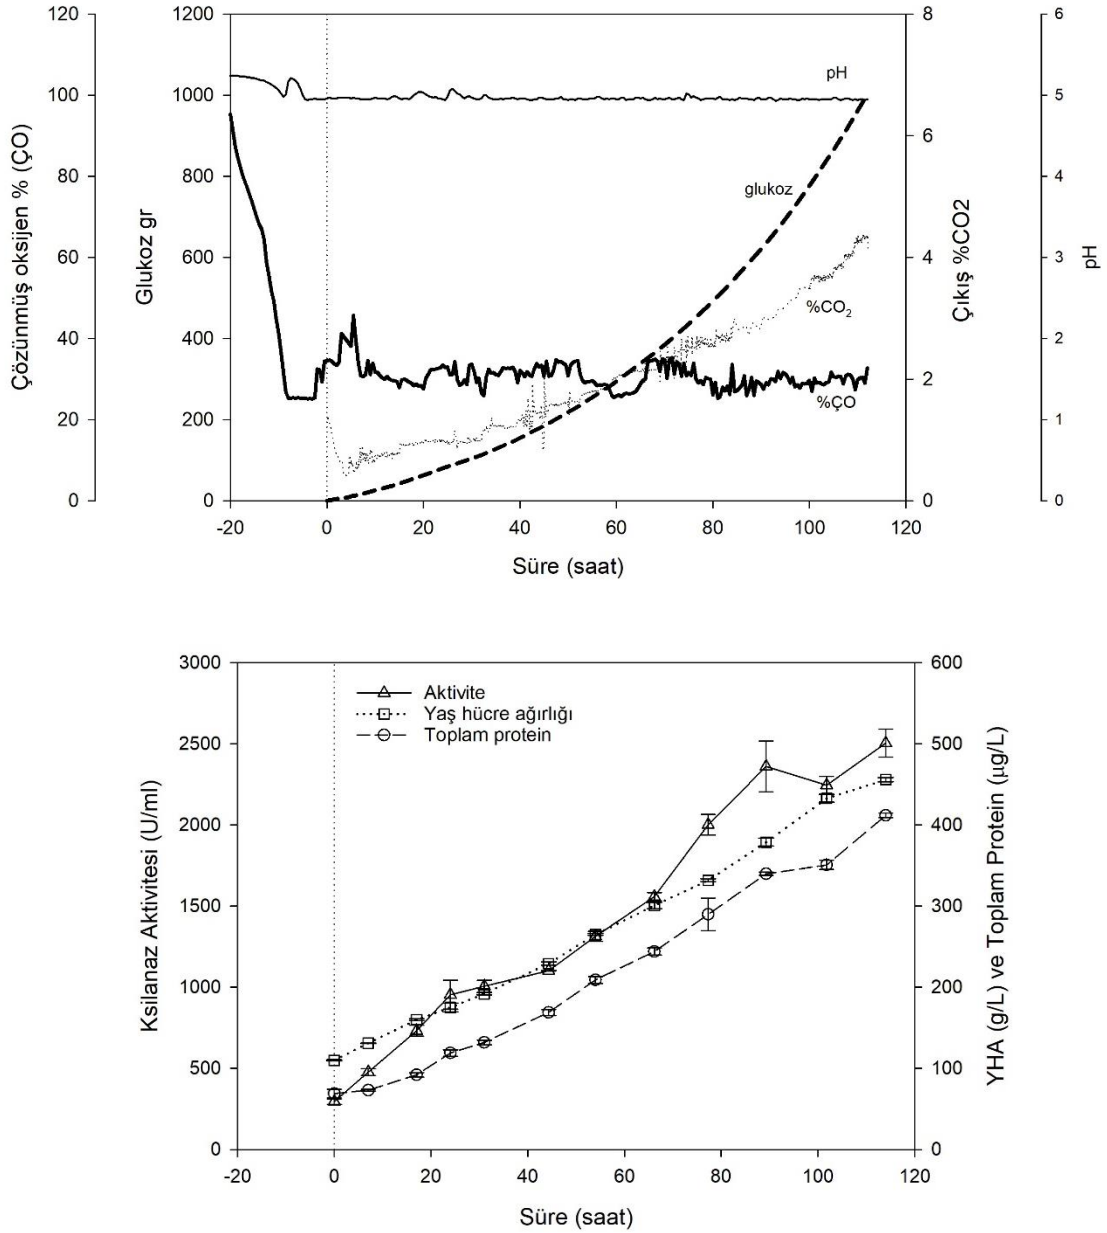 120
100
80
60
40
20
0
Çözünmüş oksijen % (ÇO)
1200
1000
800
600
400
200
0
Glukoz gr
pH
glukoz
%CO2
%ÇO
8
6
4
2
0
Çıkış %CO2
6
5
4
3
2
1
0
pH
-20 0 20 40 60 80 100 120
Süre (saat)
3000
2500
2000
1500
1000
500
0
Ksilanaz Aktivitesi (U/ml)
Aktivite
Yaş hücre ağırlığı
Toplam protein
600
500
400
300
200
100
0
YHA (g/L) ve Toplam Protein (µg/L)
-20 0 20 40 60 80 100 120
Süre (saat)